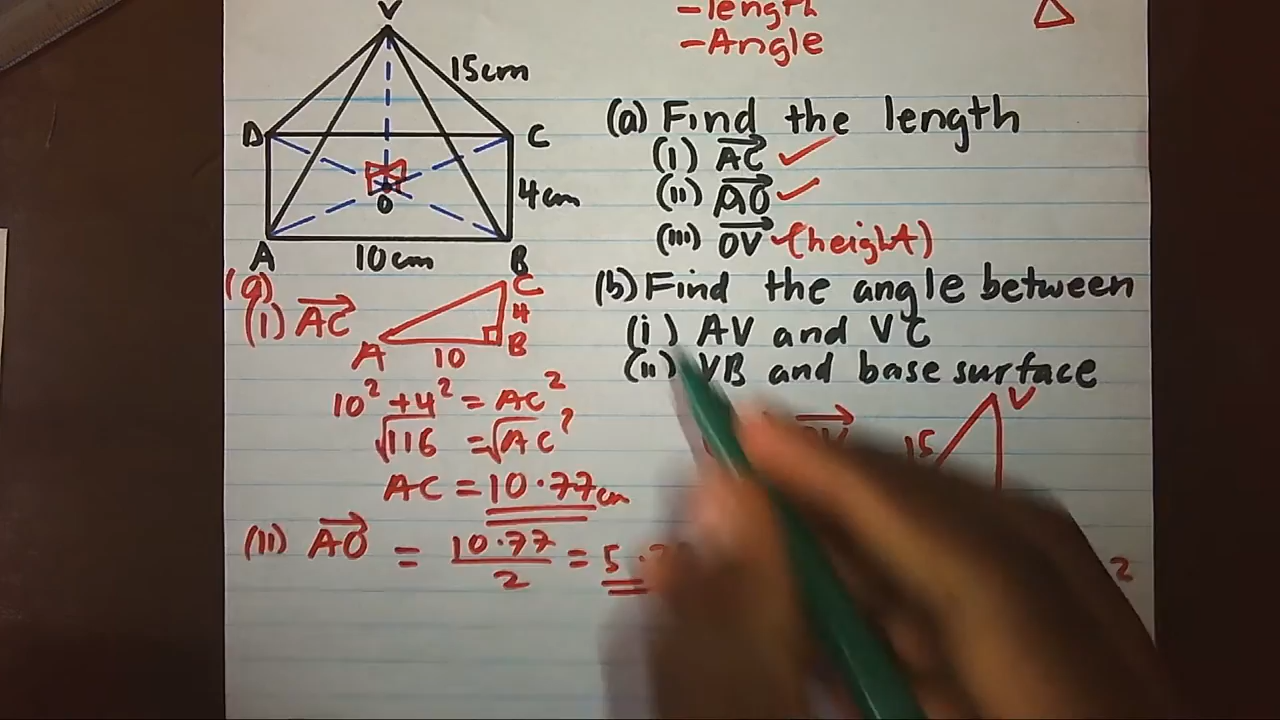 -length
-Angle
V
15cm
D
C
4cm
O
A
10cm
B
(a) Find the length
(i) AC ✓
(ii) AO ✓
(iii) OV (height)
(b) Find the angle between
(i) AV and VC
(ii) VB and base surface
(a)
(i) AC
C
4
A
10
B
10² + 4² = AC²
√116 = √AC²
AC = 10.77cm
(ii) AO = 10.77/2 = 5.
V
15
2